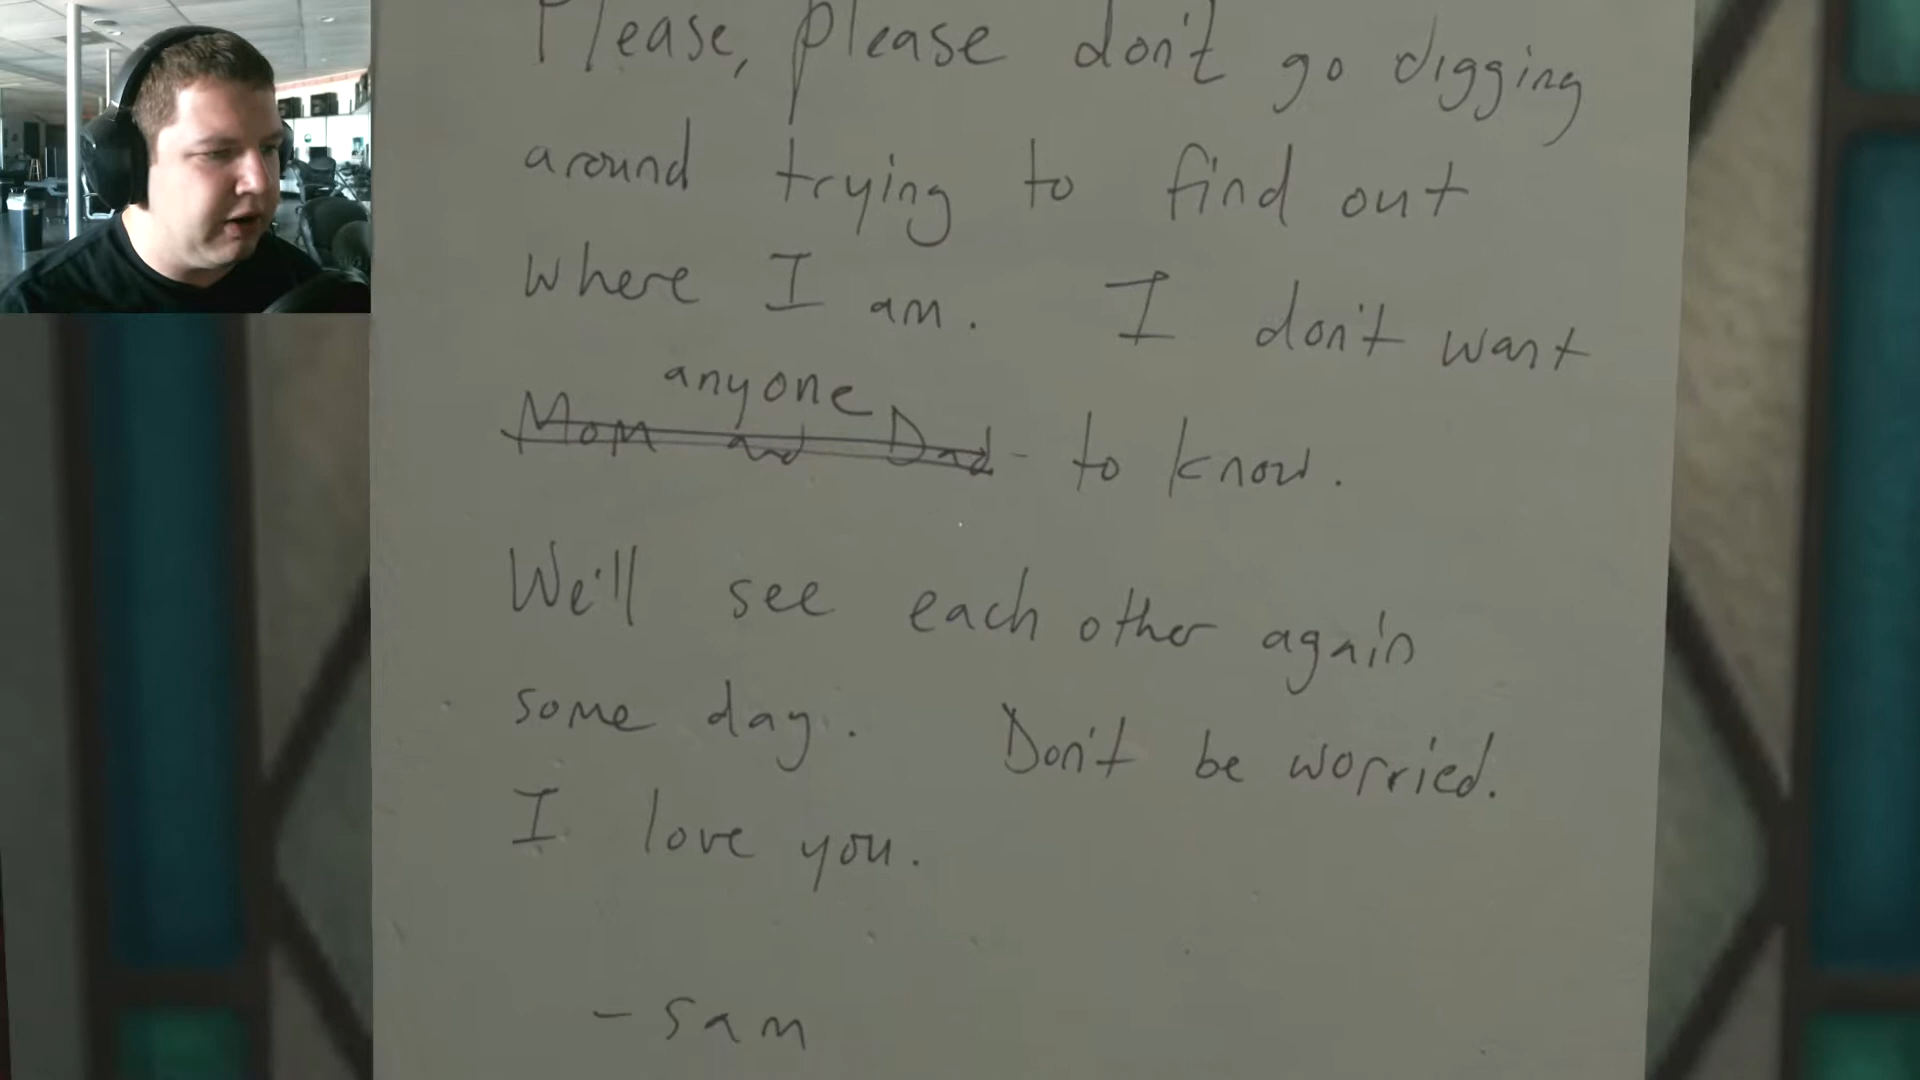 Please, please don't go digging
around trying to find out
where I am. I don't want
anyone
Mom and Dad to know.
We'll see each other again
some day. Don't be worried.
I love you.
- Sam